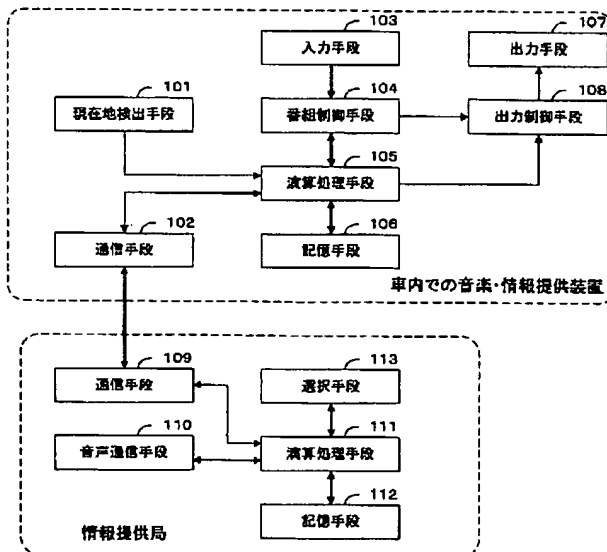 103
入力手段
107
出力手段
101
現在地検出手段
104
番組制御手段
108
出力制御手段
105
演算処理手段
102
通信手段
106
記憶手段
車内での音楽・情報提供装置
109
通信手段
113
選択手段
110
音声通信手段
111
演算処理手段
112
記憶手段
情報提供局